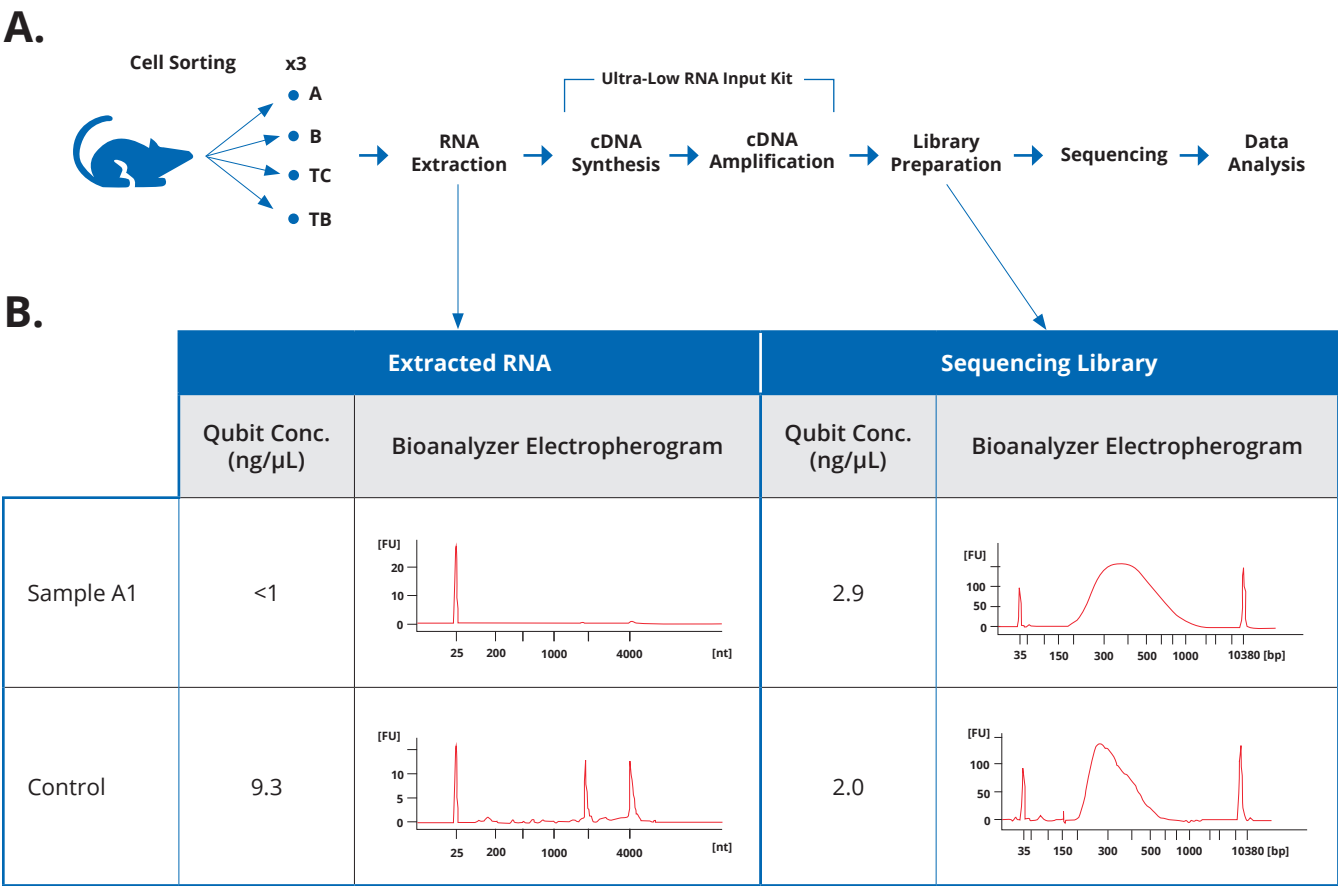 A.
Cell Sorting x3
A
B
TC
TB
RNA
Extraction
Ultra-Low RNA Input Kit
cDNA
Synthesis
cDNA
Amplification
Library
Preparation
Sequencing
Data
Analysis
B.
Extracted RNA
Sequencing Library
Qubit Conc.
(ng/µL)
Bioanalyzer Electropherogram
Qubit Conc.
(ng/µL)
Bioanalyzer Electropherogram
Sample A1
<1
[FU]
20
10
0
25 200 1000 4000 [nt]
2.9
[FU]
100
50
0
35 150 300 500 1000 10380 [bp]
Control
9.3
[FU]
10
5
0
25 200 1000 4000 [nt]
2.0
[FU]
100
50
0
35 150 300 500 1000 10380 [bp]